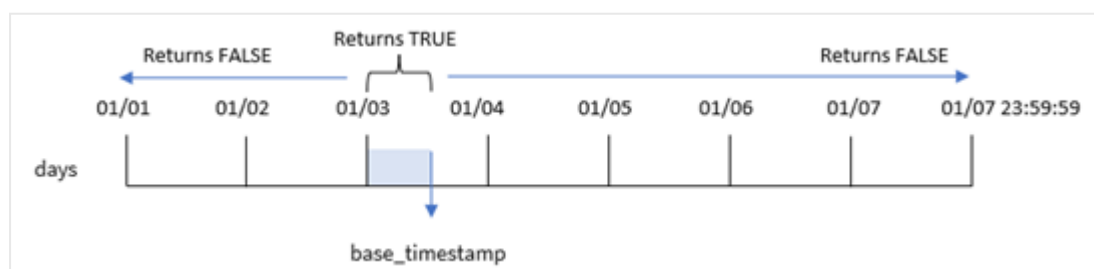 Returns TRUE
Returns FALSE
Returns FALSE
01/01 01/02 01/03 01/04 01/05 01/06 01/07 01/07 23:59:59
days
base_timestamp